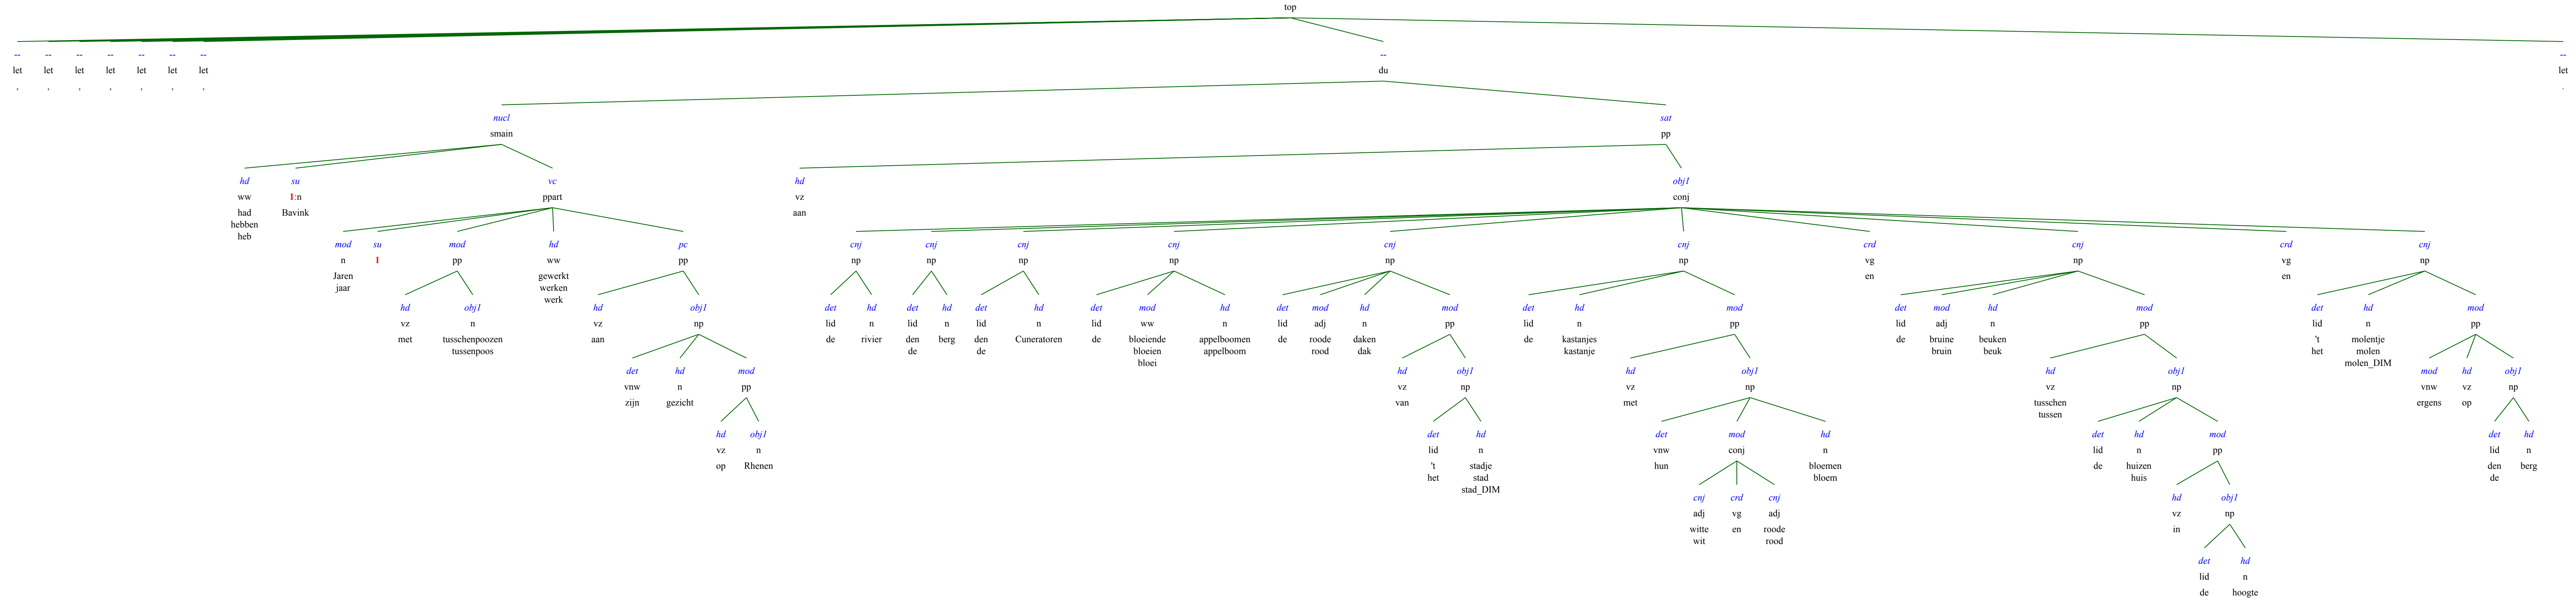 top
-- -- -- -- -- -- -- -- --
let let let let let let let du let
, , , , , , , .
nucl sat
smain pp
hd su vc hd obj1
ww 1:n ppart vz conj
had Bavink aan
hebben
heb
mod su mod hd pc cnj cnj cnj cnj cnj cnj crd cnj crd cnj
n 1 pp ww pp np np np np np np vg np vg np
Jaren gewerkt en en
jaar werken
werk
hd obj1 hd obj1 det hd det hd det hd det mod hd det mod hd mod det hd mod det mod hd mod det hd mod
vz n vz np lid n lid n lid n lid ww n lid adj n pp lid n pp lid adj n pp lid n pp
met tusschenpoozen aan de rivier den berg den Cuneratoren de bloeiende appelboomen de roode daken de kastanjes de bruine beuken 't molentje
tussenpoos de de bloeien appelboom rood dak kastanje bruin beuk het molen
bloei molen_DIM
det hd mod hd obj1 hd obj1 hd obj1 mod hd obj1
vnw n pp vz np vz np vz np vnw vz np
zijn gezicht van met tusschen ergens op
tussen
hd obj1 det hd det mod hd det hd mod det hd
vz n lid n vnw conj n lid n pp lid n
op Rhenen 't stadje hun bloemen de huizen den berg
het stad bloem huis de
stad_DIM
cnj crd cnj hd obj1
adj vg adj vz np
witte en roode in
wit rood
det hd
lid n
de hoogte